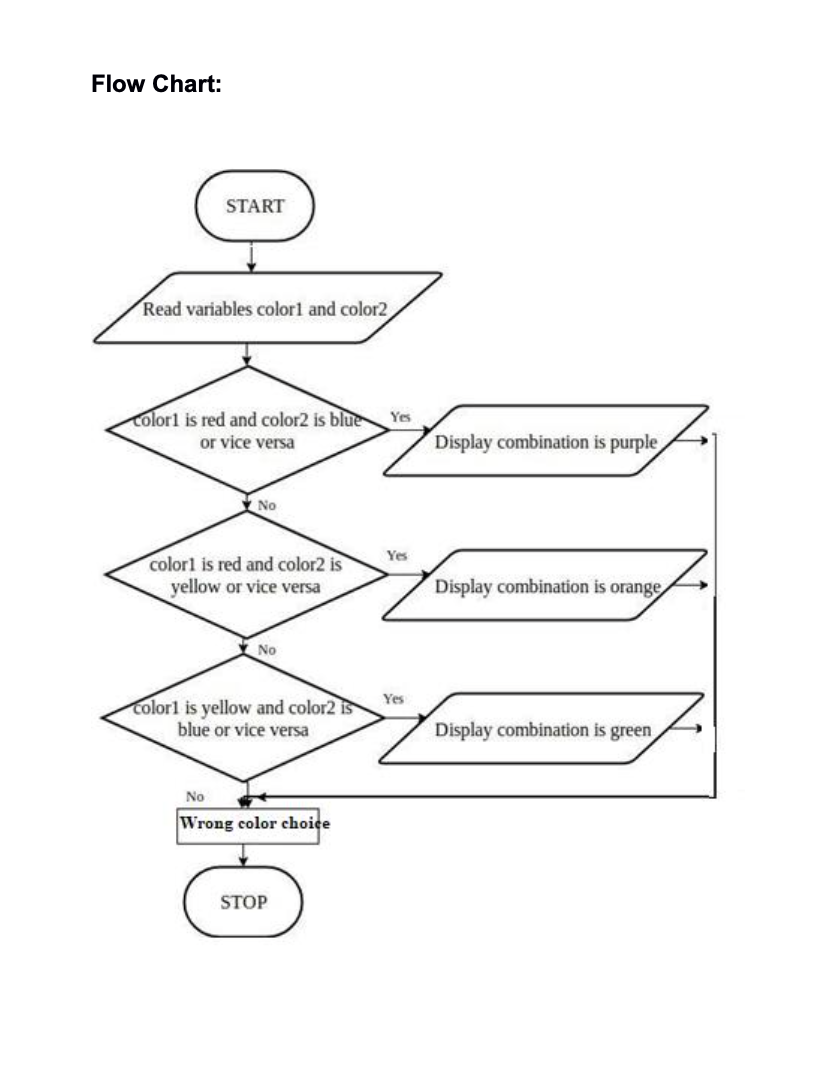 Flow Chart:
START
Read variables color1 and color2
color1 is red and color2 is blue
or vice versa
Yes
Display combination is purple
No
color1 is red and color2 is
yellow or vice versa
Yes
Display combination is orange
No
color1 is yellow and color2 is
blue or vice versa
Yes
Display combination is green
No
Wrong color choice
STOP